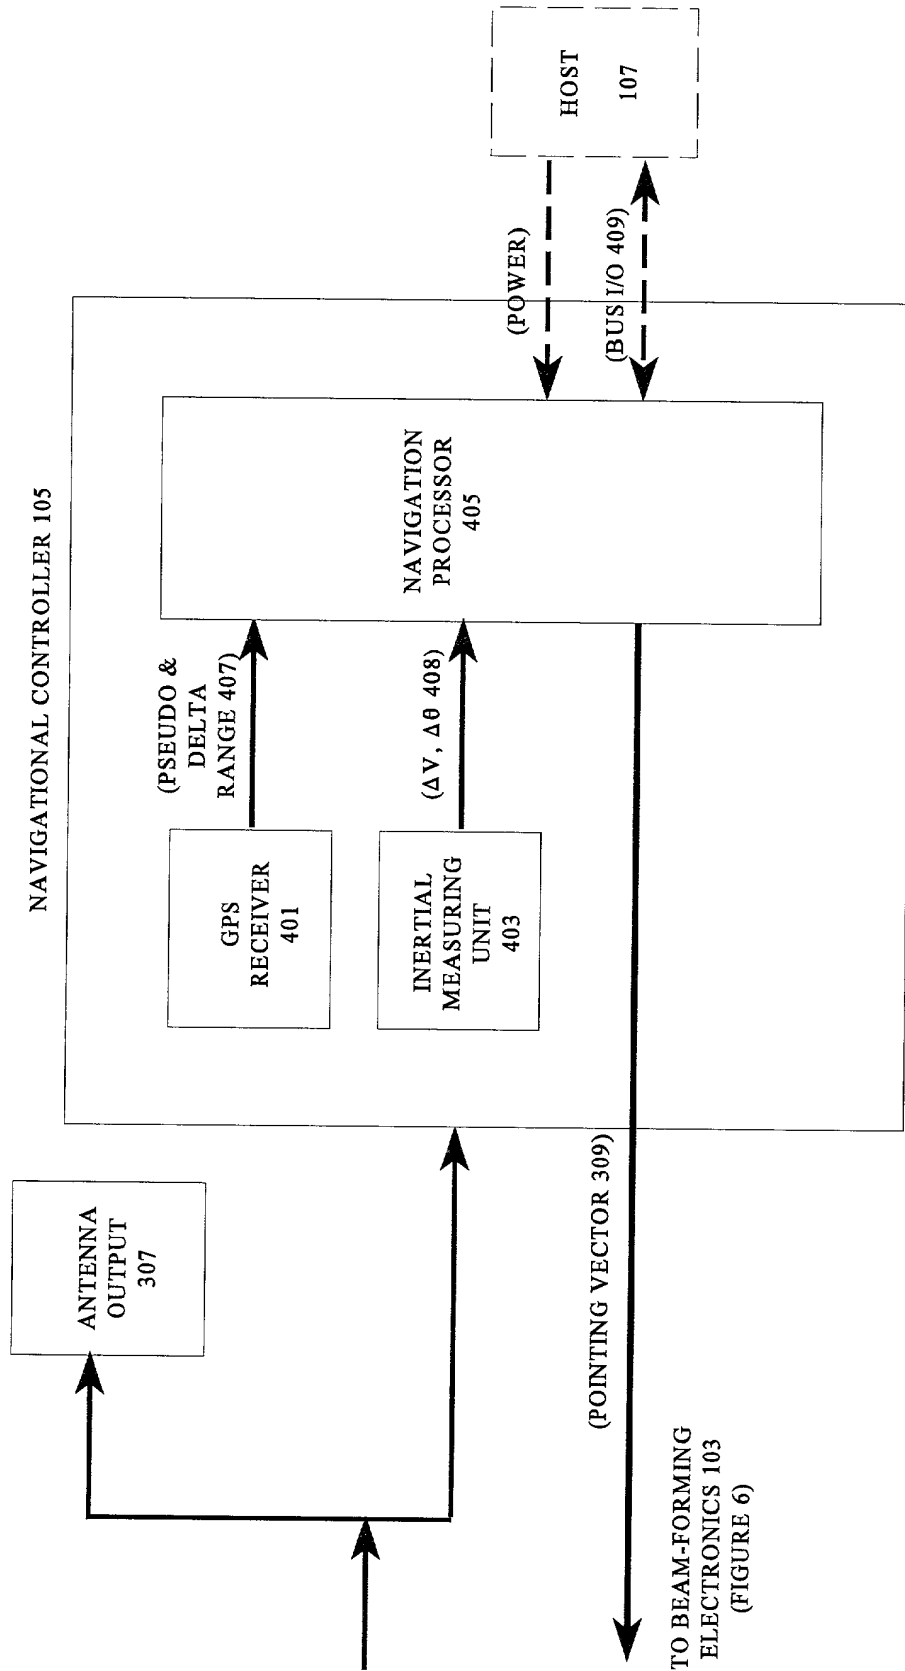 NAVIGATIONAL CONTROLLER 105
ANTENNA
OUTPUT
307
GPS
RECEIVER
401
(PSEUDO &
DELTA
RANGE 407)
INERTIAL
MEASURING
UNIT
403
(ΔV, Δθ 408)
NAVIGATION
PROCESSOR
405
(POWER)
(BUS I/O 409)
HOST
107
(POINTING VECTOR 309)
TO BEAM-FORMING
ELECTRONICS 103
(FIGURE 6)